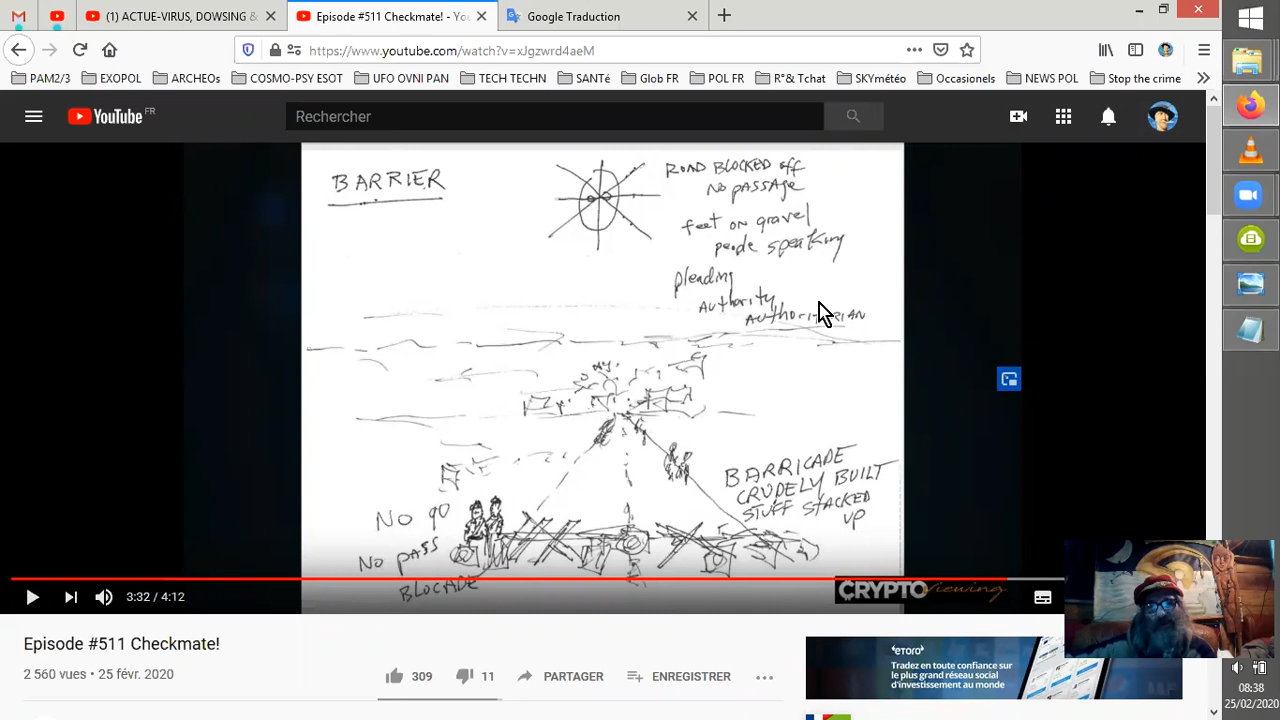 (1) ACTUE-VIRUS, DOWSING &
Episode #511 Checkmate! - You
Google Traduction
https://www.youtube.com/watch?v=xJgzwrd4aeM
PAM2/3 EXOPOL ARCHEOs COSMO-PSY ESOT UFO OVNI PAN TECH TECHN SANTé Glob FR POL FR R°& Tchat SKYmétéo Occasionels NEWS POL Stop the crime
YouTube FR
Rechercher
BARRIER
ROAD BLOCKED off
NO PASSAGE
feet on gravel
people speaking
pleading
Authority
AUTHORITARIAN
BARRICADE
CRUDELY BUILT
STUFF STACKED
UP
NO go
NO PASS
BLOCADE
CRYPTO Viewing
3:32 / 4:12
Episode #511 Checkmate!
2 560 vues • 25 févr. 2020
309
11
PARTAGER
ENREGISTRER
eToro
Tradez en toute confiance sur
le plus grand réseau social
d'investissement au monde
08:38
25/02/2020